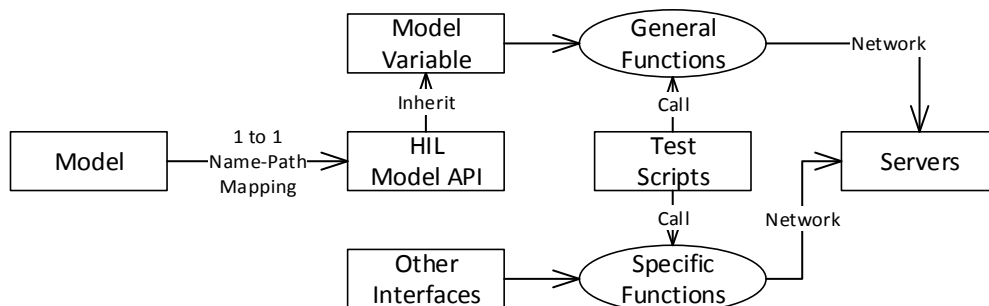 Model
Variable
General
Functions
Network
Inherit
Call
1 to 1
Name-Path
Mapping
Model
HIL
Model API
Test
Scripts
Servers
Call
Network
Other
Interfaces
Specific
Functions